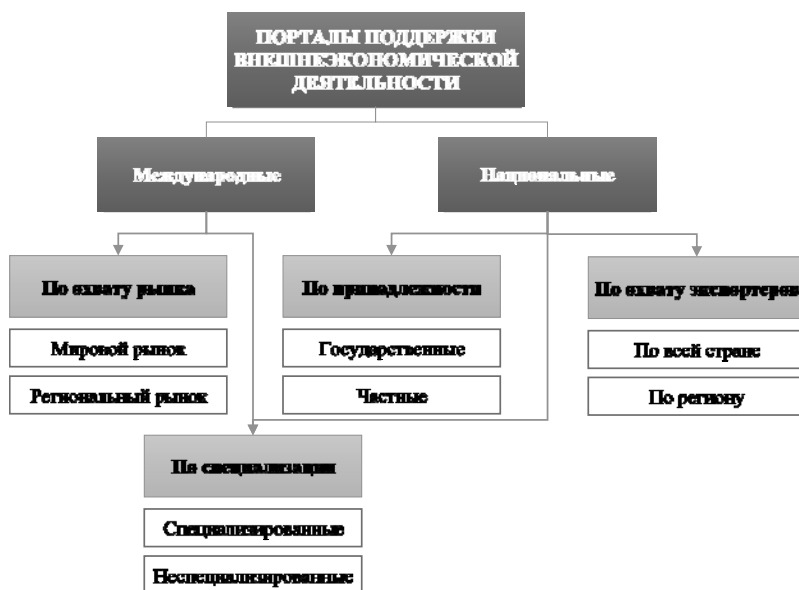 ПОРТАЛЫ ПОДДЕРЖКИ
ВНЕШНЕЭКОНОМИЧЕСКОЙ
ДЕЯТЕЛЬНОСТИ
Международные
Национальные
По охвату рынка
По принадлежности
По охвату экспортеров
Мировой рынок
Государственные
По всей стране
Региональный рынок
Частные
По региону
По специализации
Специализированные
Неспециализированные